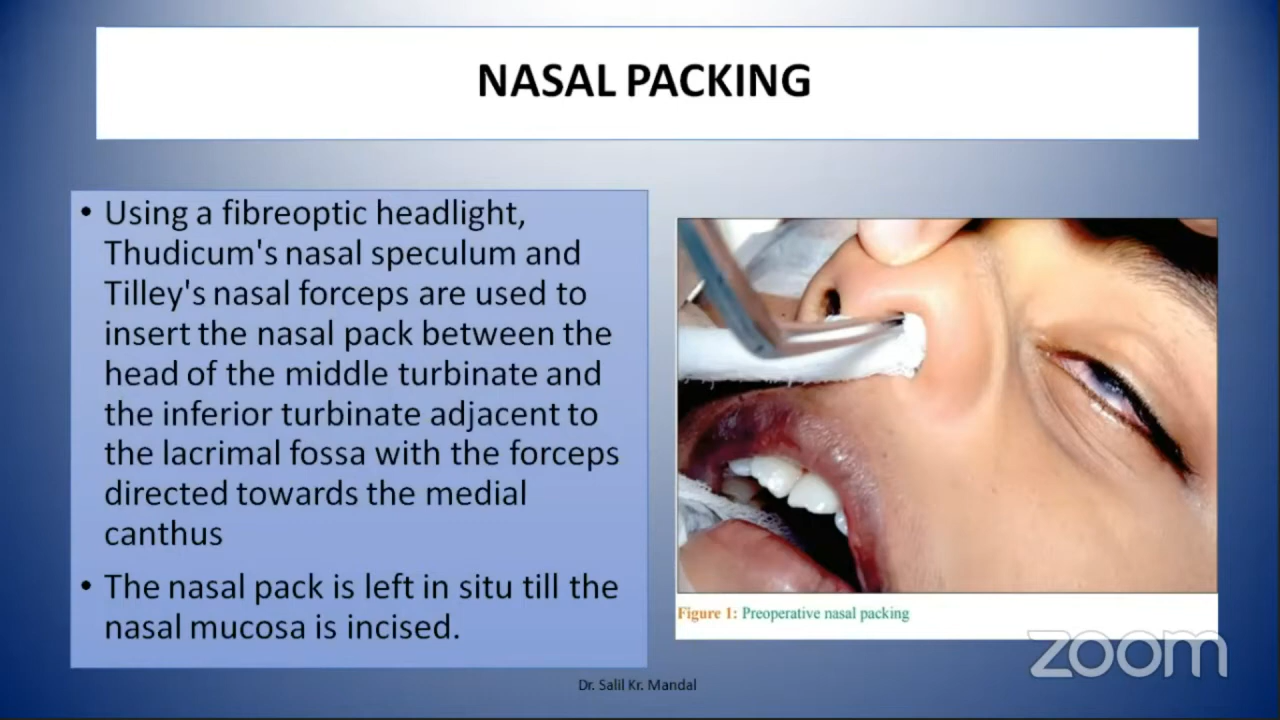 NASAL PACKING
• Using a fibreoptic headlight,
Thudicum's nasal speculum and
Tilley's nasal forceps are used to
insert the nasal pack between the
head of the middle turbinate and
the inferior turbinate adjacent to
the lacrimal fossa with the forceps
directed towards the medial
canthus
• The nasal pack is left in situ till the
nasal mucosa is incised.
Figure 1: Preoperative nasal packing
zoom
Dr. Salil Kr. Mandal